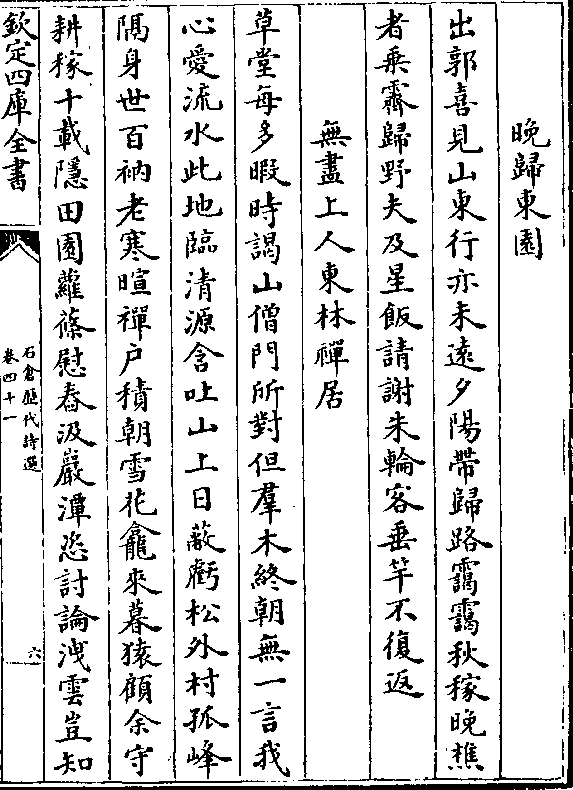 晚歸東園
出郭喜見山東行亦未遠夕陽帶歸路靄靄秋稼晚樵
者乘霽歸野夫及星飯請謝朱輪客垂竿不復返
無盡上人東林禪居
草堂每多暇時謁山僧門所對但羣木終朝無一言我
心愛流水此地臨清源含吐山上日蔽虧松外村孤峰
隔身世百衲老寒暄禪户積朝雪花龕來暮猿顧余守
耕稼十載隱田園蘿篠慰舂汲巖潭恣討論洩雲豈知
欽定四庫全書
石倉歷代詩選
卷四十一
六